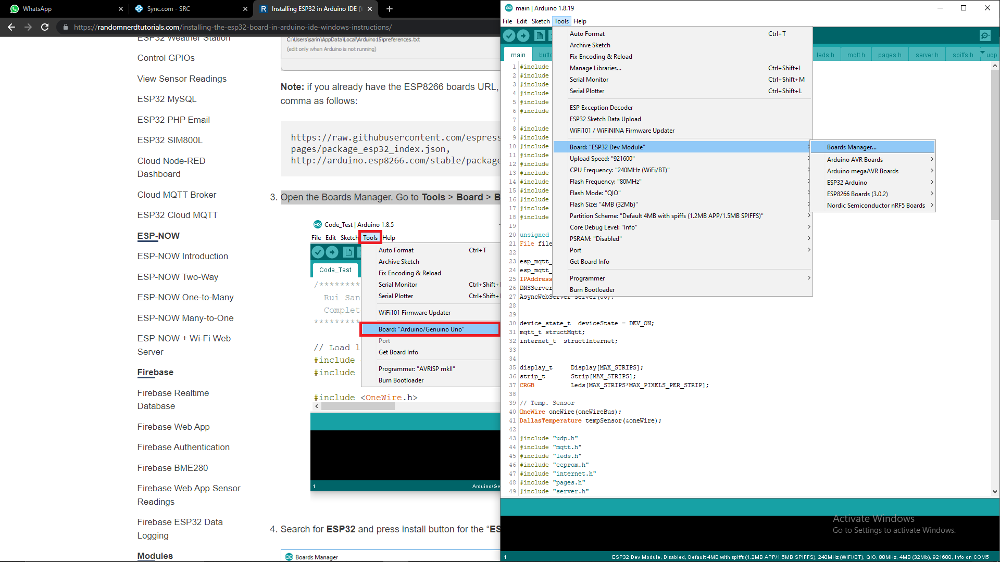 WhatsApp
Sync.com - SRC
Installing ESP32 in Arduino IDE (
https://randomnerdtutorials.com/installing-the-esp32-board-in-arduino-ide-windows-instructions/
ESP32 Weather Station
Control GPIOs
View Sensor Readings
ESP32 MySQL
ESP32 PHP Email
ESP32 SIM800L
Cloud Node-RED
Dashboard
Cloud MQTT Broker
ESP32 Cloud MQTT
ESP-NOW
ESP-NOW Introduction
ESP-NOW Two-Way
ESP-NOW One-to-Many
ESP-NOW Many-to-One
ESP-NOW + Wi-Fi Web
Server
Firebase
Firebase Realtime
Database
Firebase Web App
Firebase Authentication
Firebase BME280
Firebase Web App Sensor
Readings
Firebase ESP32 Data
Logging
Modules
C:\Users\sarin\AppData\Local\Arduino15\preferences.txt
(edit only when Arduino is not running)
Note: if you already have the ESP8266 boards URL,
comma as follows:
https://raw.githubusercontent.com/espress
pages/package_esp32_index.json,
http://arduino.esp8266.com/stable/package
3. Open the Boards Manager. Go to Tools > Board > B
Code_Test | Arduino 1.8.5
File Edit Sketch Tools Help
Code_Test
Auto Format Ctrl+T
Archive Sketch
Fix Encoding & Reload
Serial Monitor Ctrl+Shift+
Serial Plotter Ctrl+Shift+
WiFi101 Firmware Updater
Board: "Arduino/Genuino Uno"
Port
Get Board Info
Programmer: "AVRISP mkII"
Burn Bootloader
/********
Rui San
Complet
*********
// Load l
#include
#include
#include <OneWire.h>
1 Arduino/Ge
4. Search for ESP32 and press install button for the “ES
Boards Manager
main | Arduino 1.8.19
File Edit Sketch Tools Help
main butto leds.h mqtt.h pages.h server.h spiffs.h udp.
Auto Format Ctrl+T
Archive Sketch
Fix Encoding & Reload
Manage Libraries... Ctrl+Shift+I
Serial Monitor Ctrl+Shift+M
Serial Plotter Ctrl+Shift+L
ESP Exception Decoder
ESP32 Sketch Data Upload
WiFi101 / WiFiNINA Firmware Updater
Board: "ESP32 Dev Module"
Upload Speed: "921600"
CPU Frequency: "240MHz (WiFi/BT)"
Flash Frequency: "80MHz"
Flash Mode: "QIO"
Flash Size: "4MB (32Mb)"
Partition Scheme: "Default 4MB with spiffs (1.2MB APP/1.5MB SPIFFS)"
Core Debug Level: "Info"
PSRAM: "Disabled"
Port
Get Board Info
Programmer
Burn Bootloader
Boards Manager...
Arduino AVR Boards
Arduino megaAVR Boards
ESP32 Arduino
ESP8266 Boards (3.0.2)
Nordic Semiconductor nRF5 Boards
1 #include
2 #include
3 #include
4 #include
5 #include
6 #include
7
8 #include
9 #include
10 #include
11 #include
12 #include
13 #include
14 #include
15 #include
16 #include
17 #include
18 #include
19
20 unsigned
21 File file
22
23 esp_mqtt_
24 esp_mqtt_
25 IPAddress
26 DNSServer
27 AsyncWebServer server(80);
28
29
30 device_state_t deviceState = DEV_ON;
31 mqtt_t structMqtt;
32 internet_t structInternet;
33
34
35 display_t Display[MAX_STRIPS];
36 strip_t Strip[MAX_STRIPS];
37 CRGB Leds[MAX_STRIPS*MAX_PIXELS_PER_STRIP];
38
39 // Temp. Sensor
40 OneWire oneWire(oneWireBus);
41 DallasTemperature tempSensor(&oneWire);
42
43 #include "udp.h"
44 #include "mqtt.h"
45 #include "leds.h"
46 #include "eeprom.h"
47 #include "internet.h"
48 #include "pages.h"
49 #include "server.h"
Activate Windows
Go to Settings to activate Windows.
1 ESP32 Dev Module, Disabled, Default 4MB with spiffs (1.2MB APP/1.5MB SPIFFS), 240MHz (WiFi/BT), QIO, 80MHz, 4MB (32Mb), 921600, Info on COM5